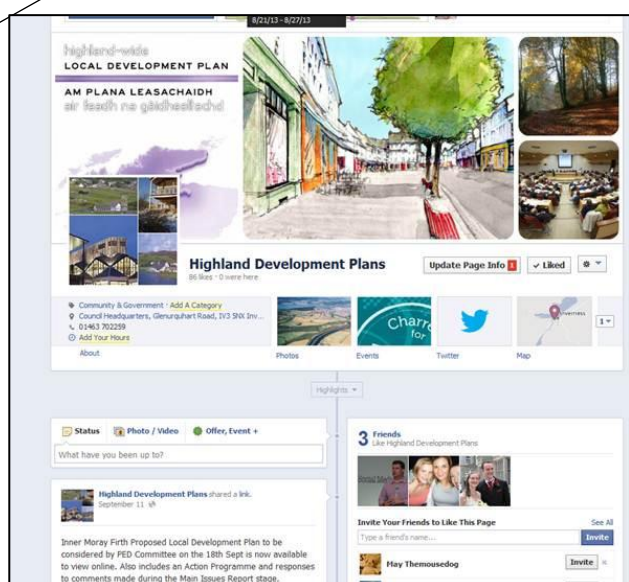 8/21/13 - 8/27/13
highland-wide
LOCAL DEVELOPMENT PLAN
AM PLANA LEASACHAIDH
air feadh na gàidhealtachd
Highland Development Plans
86 likes · 0 were here
Update Page Info 1
Liked
Community & Government · Add A Category
Council Headquarters, Glenurquhart Road, IV3 5NX Inv...
01463 702259
Add Your Hours
About
Charre
for
Inverness
1
Photos
Events
Twitter
Map
Highlights
Status
Photo / Video
Offer, Event +
What have you been up to?
Highland Development Plans shared a link.
September 11
Inner Moray Firth Proposed Local Development Plan to be
considered by PED Committee on the 18th Sept is now available
to view online. Also includes an Action Programme and responses
to comments made during the Main Issues Report stage.
3 Friends
Like Highland Development Plans
Invite Your Friends to Like This Page
See All
Type a friend's name...
Invite
May Themousedog
Invite